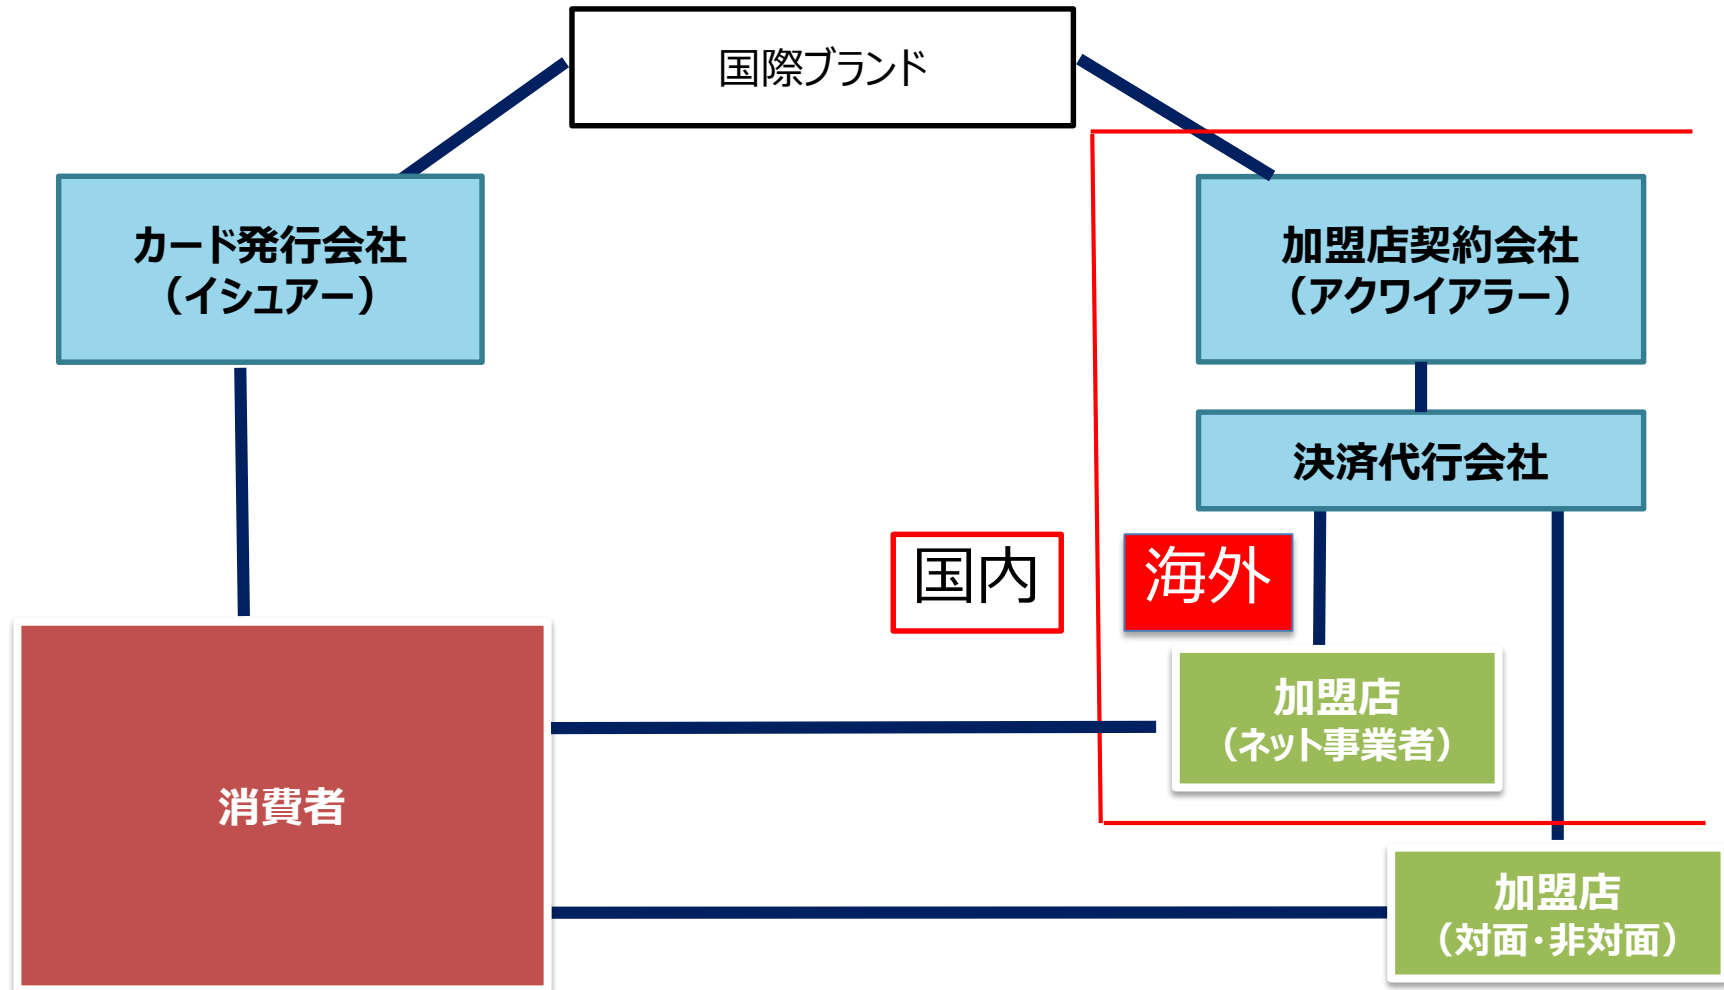 国際ブランド
カード発行会社
（イシュアー）
加盟店契約会社
（アクワイアラー）
決済代行会社
国内
海外
加盟店
（ネット事業者）
消費者
加盟店
（対面・非対面）